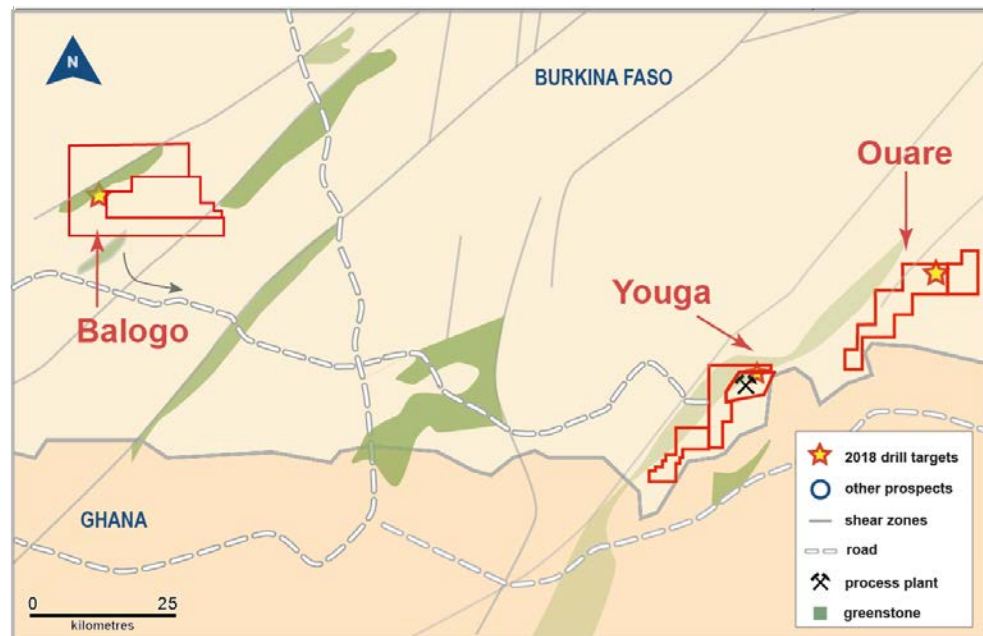 N
BURKINA FASO
Ouare
Youga
Balogo
GHANA
0 25
kilometres
2018 drill targets
other prospects
shear zones
road
process plant
greenstone